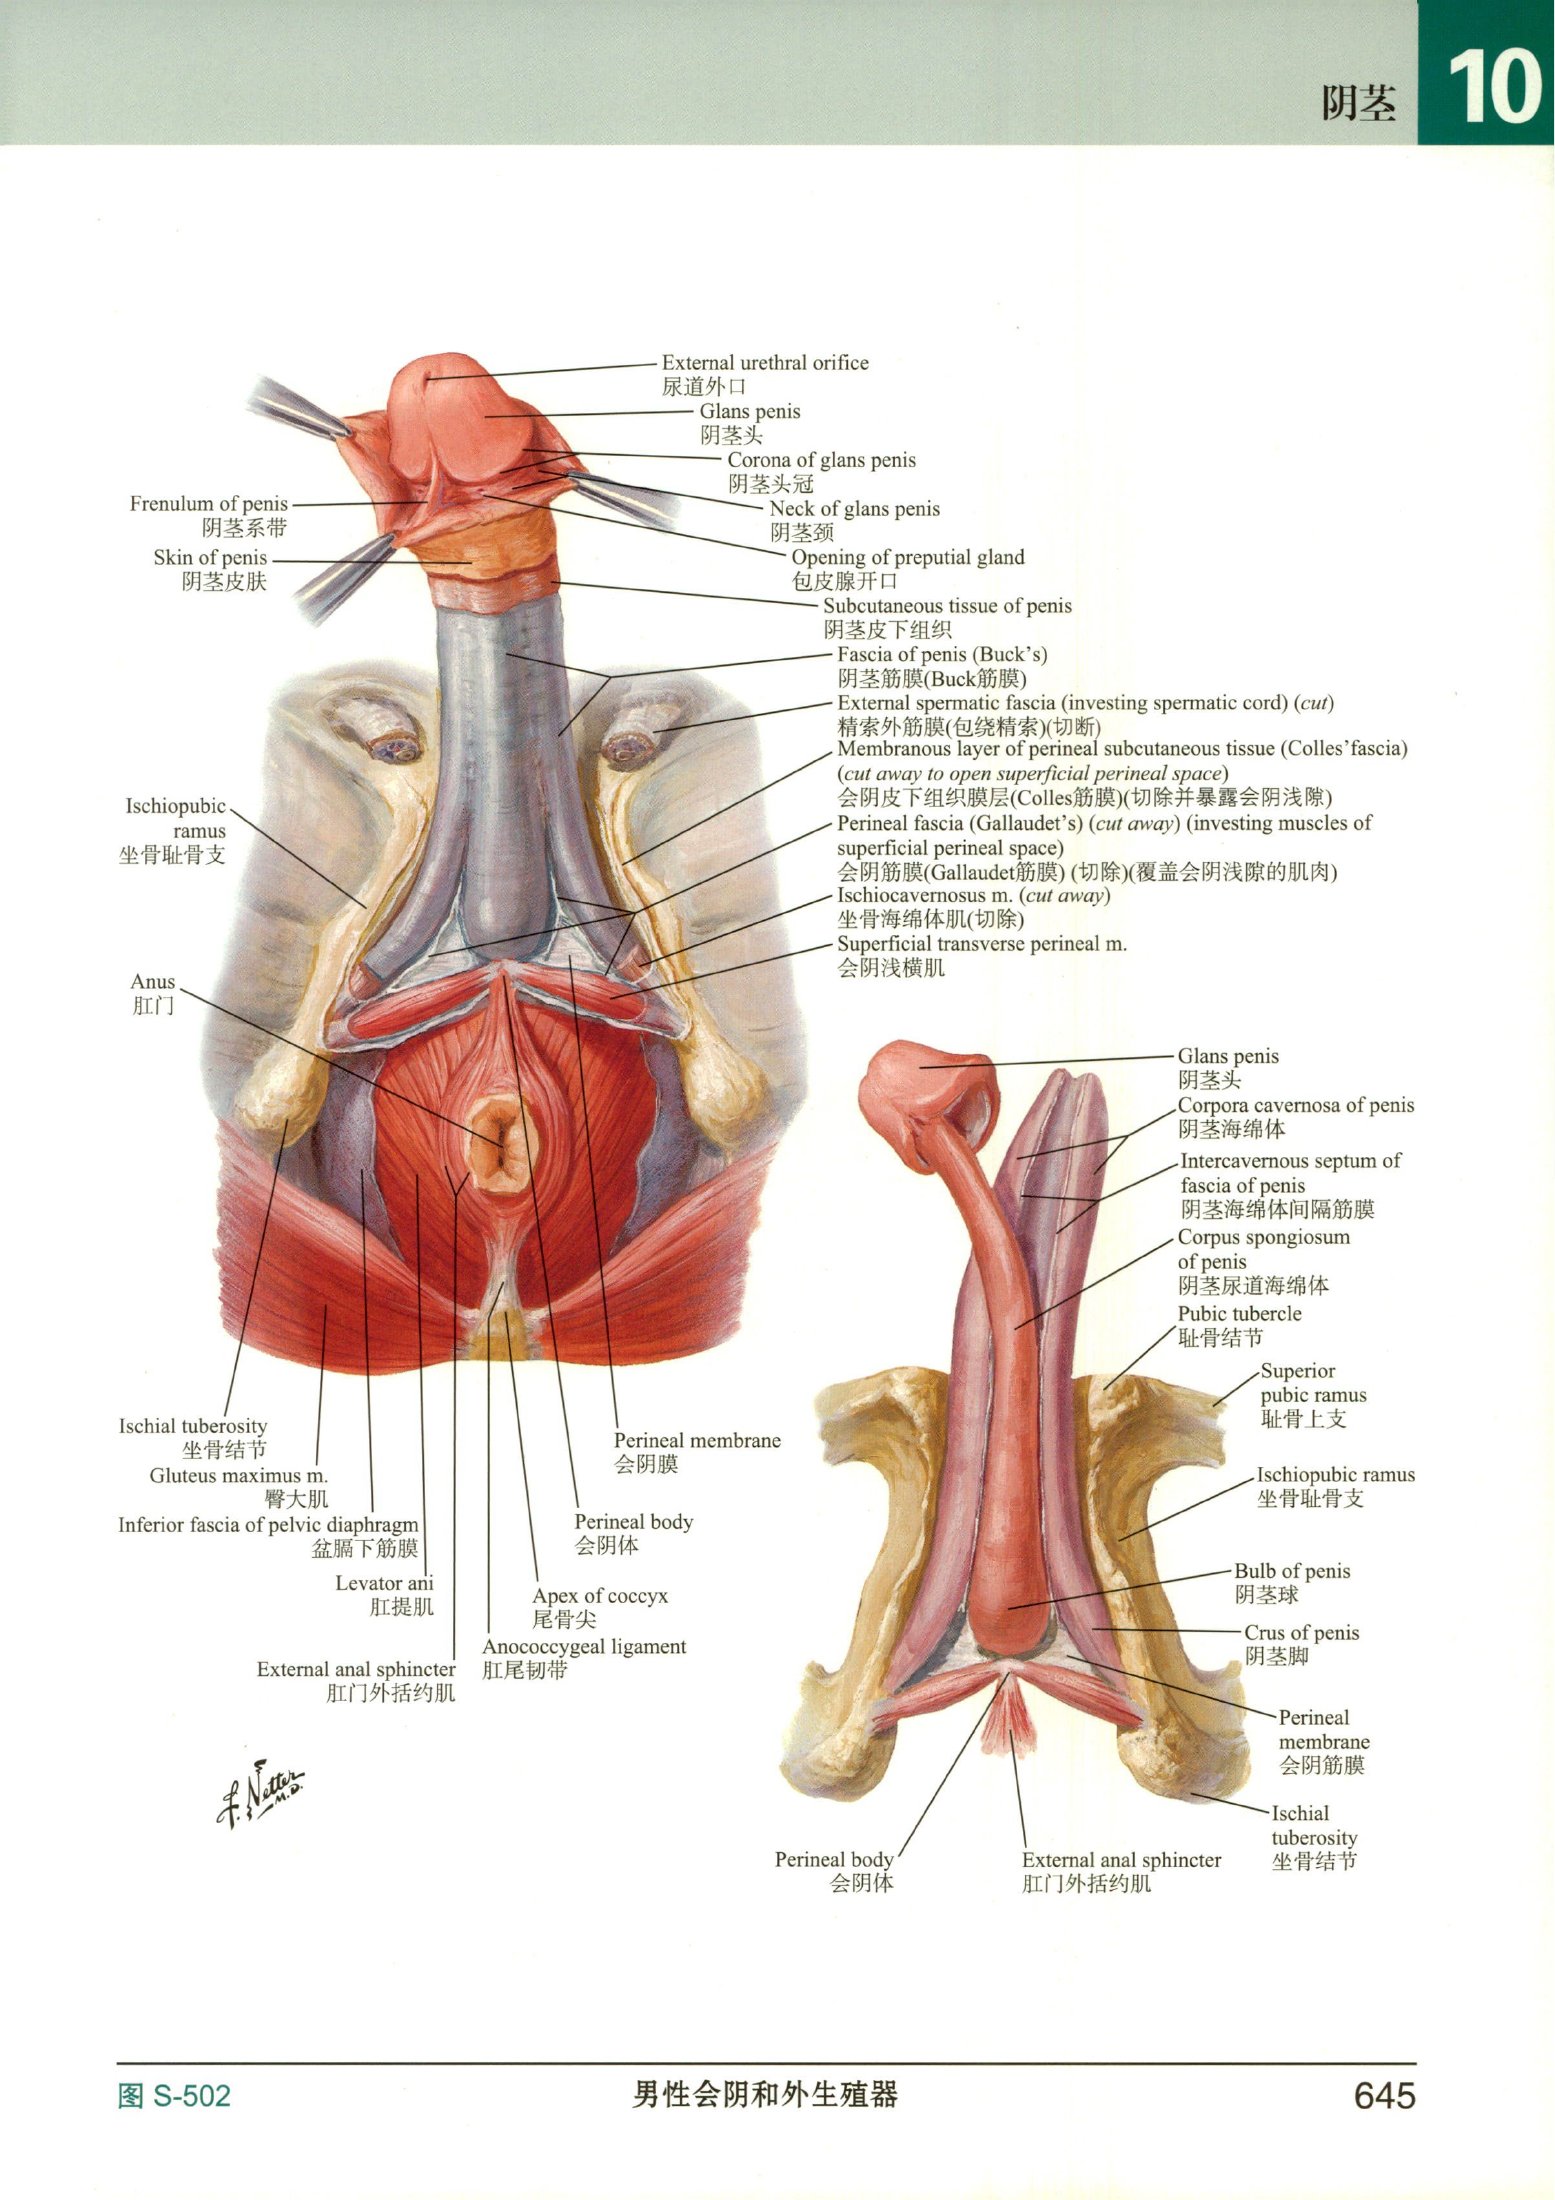 阴茎
10
External urethral orifice
尿道外口
Glans penis
阴茎头
Corona of glans penis
阴茎头冠
Neck of glans penis
阴茎颈
Opening of preputial gland
包皮腺开口
Subcutaneous tissue of penis
阴茎皮下组织
Fascia of penis (Buck's)
阴茎筋膜(Buck筋膜)
External spermatic fascia (investing spermatic cord) (cut)
精索外筋膜(包绕精索)(切断)
Membranous layer of perineal subcutaneous tissue (Colles'fascia)
(cut away to open superficial perineal space)
会阴皮下组织膜层(Colles筋膜)(切除并暴露会阴浅隙)
Perineal fascia (Gallaudet's) (cut away) (investing muscles of
superficial perineal space)
会阴筋膜(Gallaudet筋膜) (切除)(覆盖会阴浅隙的肌肉)
Ischiocavernosus m. (cut away)
坐骨海绵体肌(切除)
Superficial transverse perineal m.
会阴浅横肌
Frenulum of penis
阴茎系带
Skin of penis
阴茎皮肤
Ischiopubic
ramus
坐骨耻骨支
Anus
肛门
Ischial tuberosity
坐骨结节
Gluteus maximus m.
臀大肌
Inferior fascia of pelvic diaphragm
盆膈下筋膜
Levator ani
肛提肌
External anal sphincter
肛门外括约肌
Perineal membrane
会阴膜
Perineal body
会阴体
Apex of coccyx
尾骨尖
Anococcygeal ligament
肛尾韧带
Glans penis
阴茎头
Corpora cavernosa of penis
阴茎海绵体
Intercavernous septum of
fascia of penis
阴茎海绵体间隔筋膜
Corpus spongiosum
of penis
阴茎尿道海绵体
Pubic tubercle
耻骨结节
Superior
pubic ramus
耻骨上支
Ischiopubic ramus
坐骨耻骨支
Bulb of penis
阴茎球
Crus of penis
阴茎脚
Perineal
membrane
会阴筋膜
Ischial
tuberosity
坐骨结节
Perineal body
会阴体
External anal sphincter
肛门外括约肌
F. Netter
M.D.
图 S-502
男性会阴和外生殖器
645